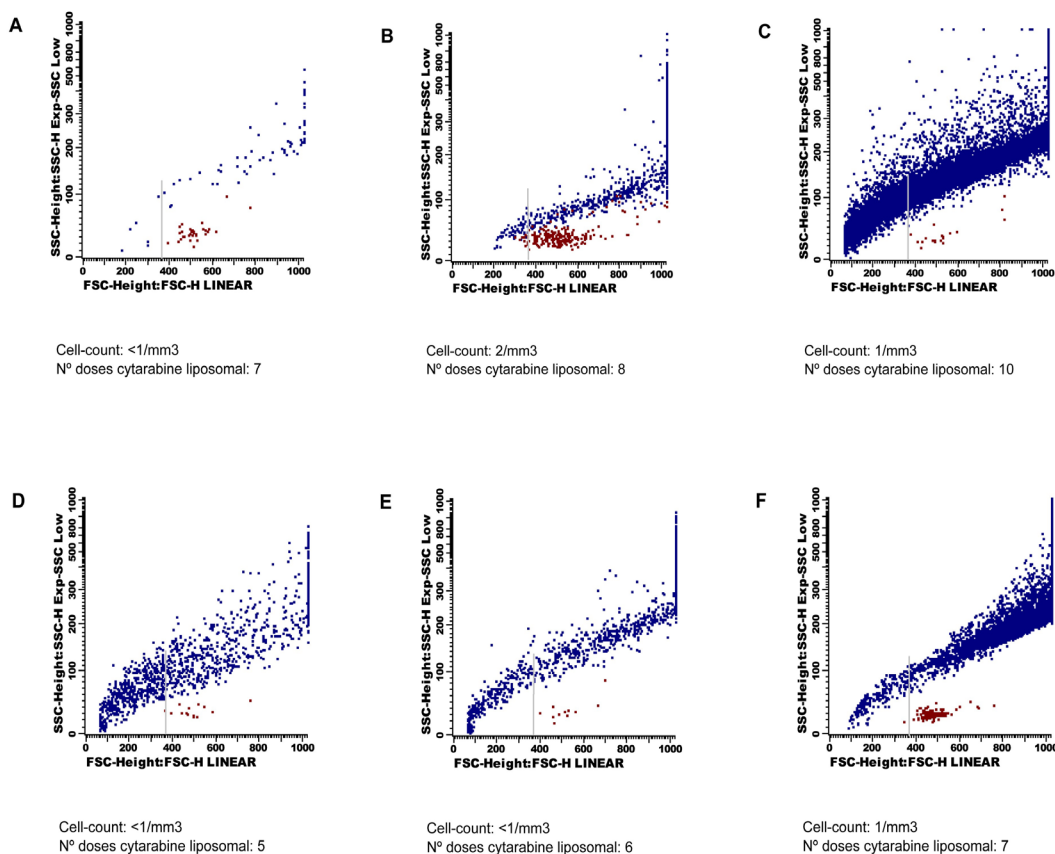 A
SSC-Height:SSC-H Exp-SSC Low
0 100 200 300 500 800 1000
0 200 400 600 800 1000
FSC-Height:FSC-H LINEAR
Cell-count: <1/mm3
Nº doses cytarabine liposomal: 7
B
SSC-Height:SSC-H Exp-SSC Low
0 100 200 300 500 800 1000
0 200 400 600 800 1000
FSC-Height:FSC-H LINEAR
Cell-count: 2/mm3
Nº doses cytarabine liposomal: 8
C
SSC-Height:SSC-H Exp-SSC Low
0 100 200 300 500 800 1000
0 200 400 600 800 1000
FSC-Height:FSC-H LINEAR
Cell-count: 1/mm3
Nº doses cytarabine liposomal: 10
D
SSC-Height:SSC-H Exp-SSC Low
0 100 200 300 500 800 1000
0 200 400 600 800 1000
FSC-Height:FSC-H LINEAR
Cell-count: <1/mm3
Nº doses cytarabine liposomal: 5
E
SSC-Height:SSC-H Exp-SSC Low
0 100 200 300 500 800 1000
0 200 400 600 800 1000
FSC-Height:FSC-H LINEAR
Cell-count: <1/mm3
Nº doses cytarabine liposomal: 6
F
SSC-Height:SSC-H Exp-SSC Low
0 100 200 300 500 800 1000
0 200 400 600 800 1000
FSC-Height:FSC-H LINEAR
Cell-count: 1/mm3
Nº doses cytarabine liposomal: 7